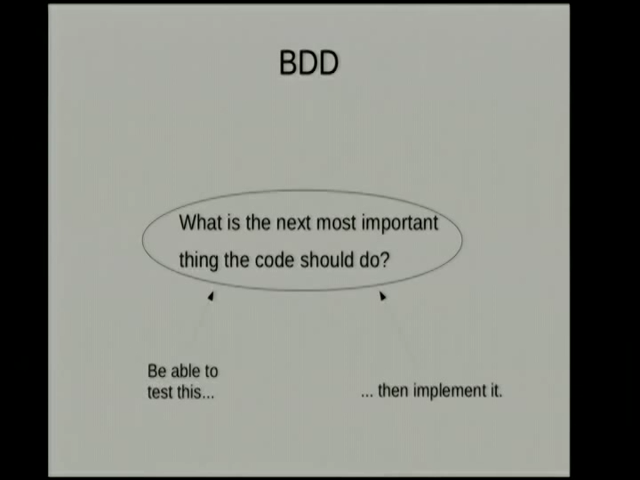 BDD
What is the next most important
thing the code should do?
Be able to
test this...
... then implement it.